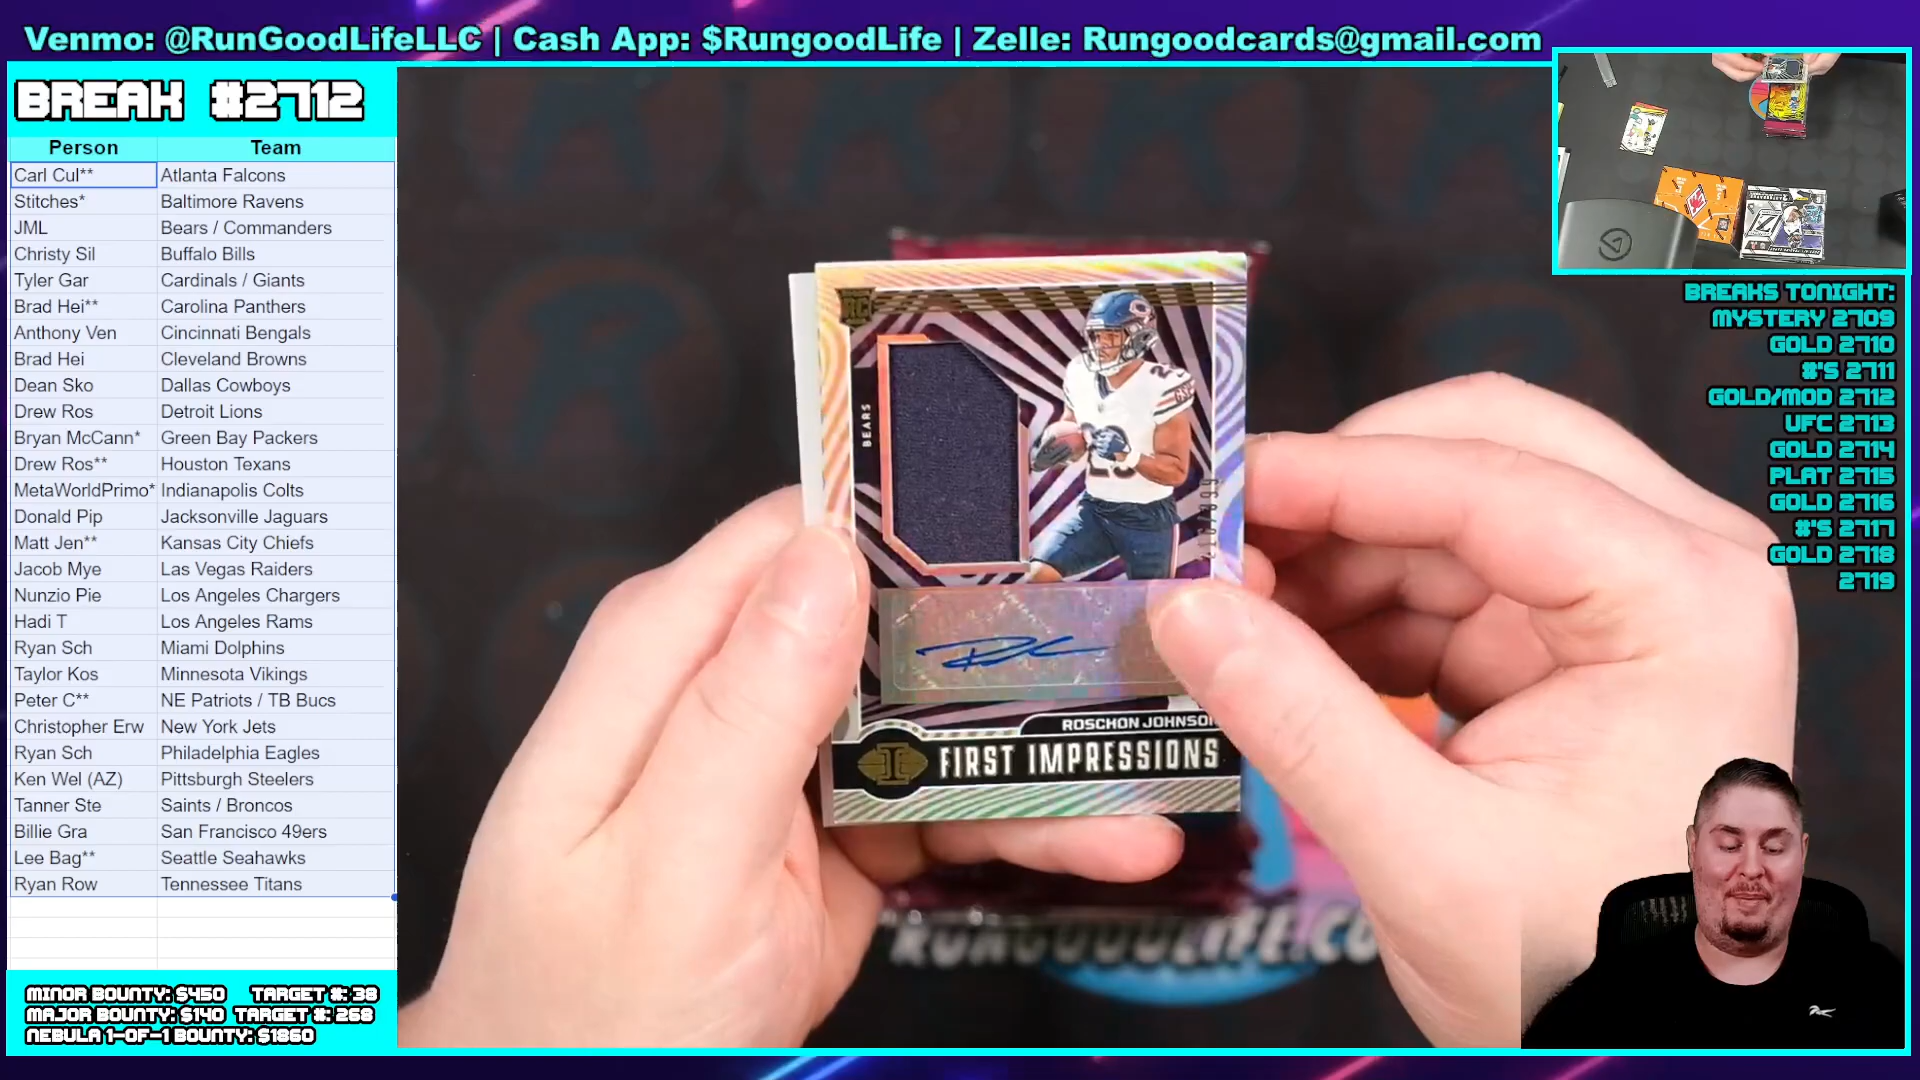 Venmo: @RunGoodLifeLLC | Cash App: $RungoodLife | Zelle: Rungoodcards@gmail.com
BREAK #2712
Person Team
Carl Cul** Atlanta Falcons
Stitches* Baltimore Ravens
JML Bears / Commanders
Christy Sil Buffalo Bills
Tyler Gar Cardinals / Giants
Brad Hei** Carolina Panthers
Anthony Ven Cincinnati Bengals
Brad Hei Cleveland Browns
Dean Sko Dallas Cowboys
Drew Ros Detroit Lions
Bryan McCann* Green Bay Packers
Drew Ros** Houston Texans
MetaWorldPrimo* Indianapolis Colts
Donald Pip Jacksonville Jaguars
Matt Jen** Kansas City Chiefs
Jacob Mye Las Vegas Raiders
Nunzio Pie Los Angeles Chargers
Hadi T Los Angeles Rams
Ryan Sch Miami Dolphins
Taylor Kos Minnesota Vikings
Peter C** NE Patriots / TB Bucs
Christopher Erw New York Jets
Ryan Sch Philadelphia Eagles
Ken Wel (AZ) Pittsburgh Steelers
Tanner Ste Saints / Broncos
Billie Gra San Francisco 49ers
Lee Bag** Seattle Seahawks
Ryan Row Tennessee Titans
MINOR BOUNTY: $450 TARGET #: 38
MAJOR BOUNTY: $140 TARGET #: 268
NEBULA 1-OF-1 BOUNTY: $1860
RC
BEARS
ROSCHON JOHNSON
FIRST IMPRESSIONS
RUNGOODLIFE.CO
BREAKS TONIGHT:
MYSTERY 2709
GOLD 2710
#'S 2711
GOLD/MOD 2712
UFC 2713
GOLD 2714
PLAT 2715
GOLD 2716
#'S 2717
GOLD 2718
2719